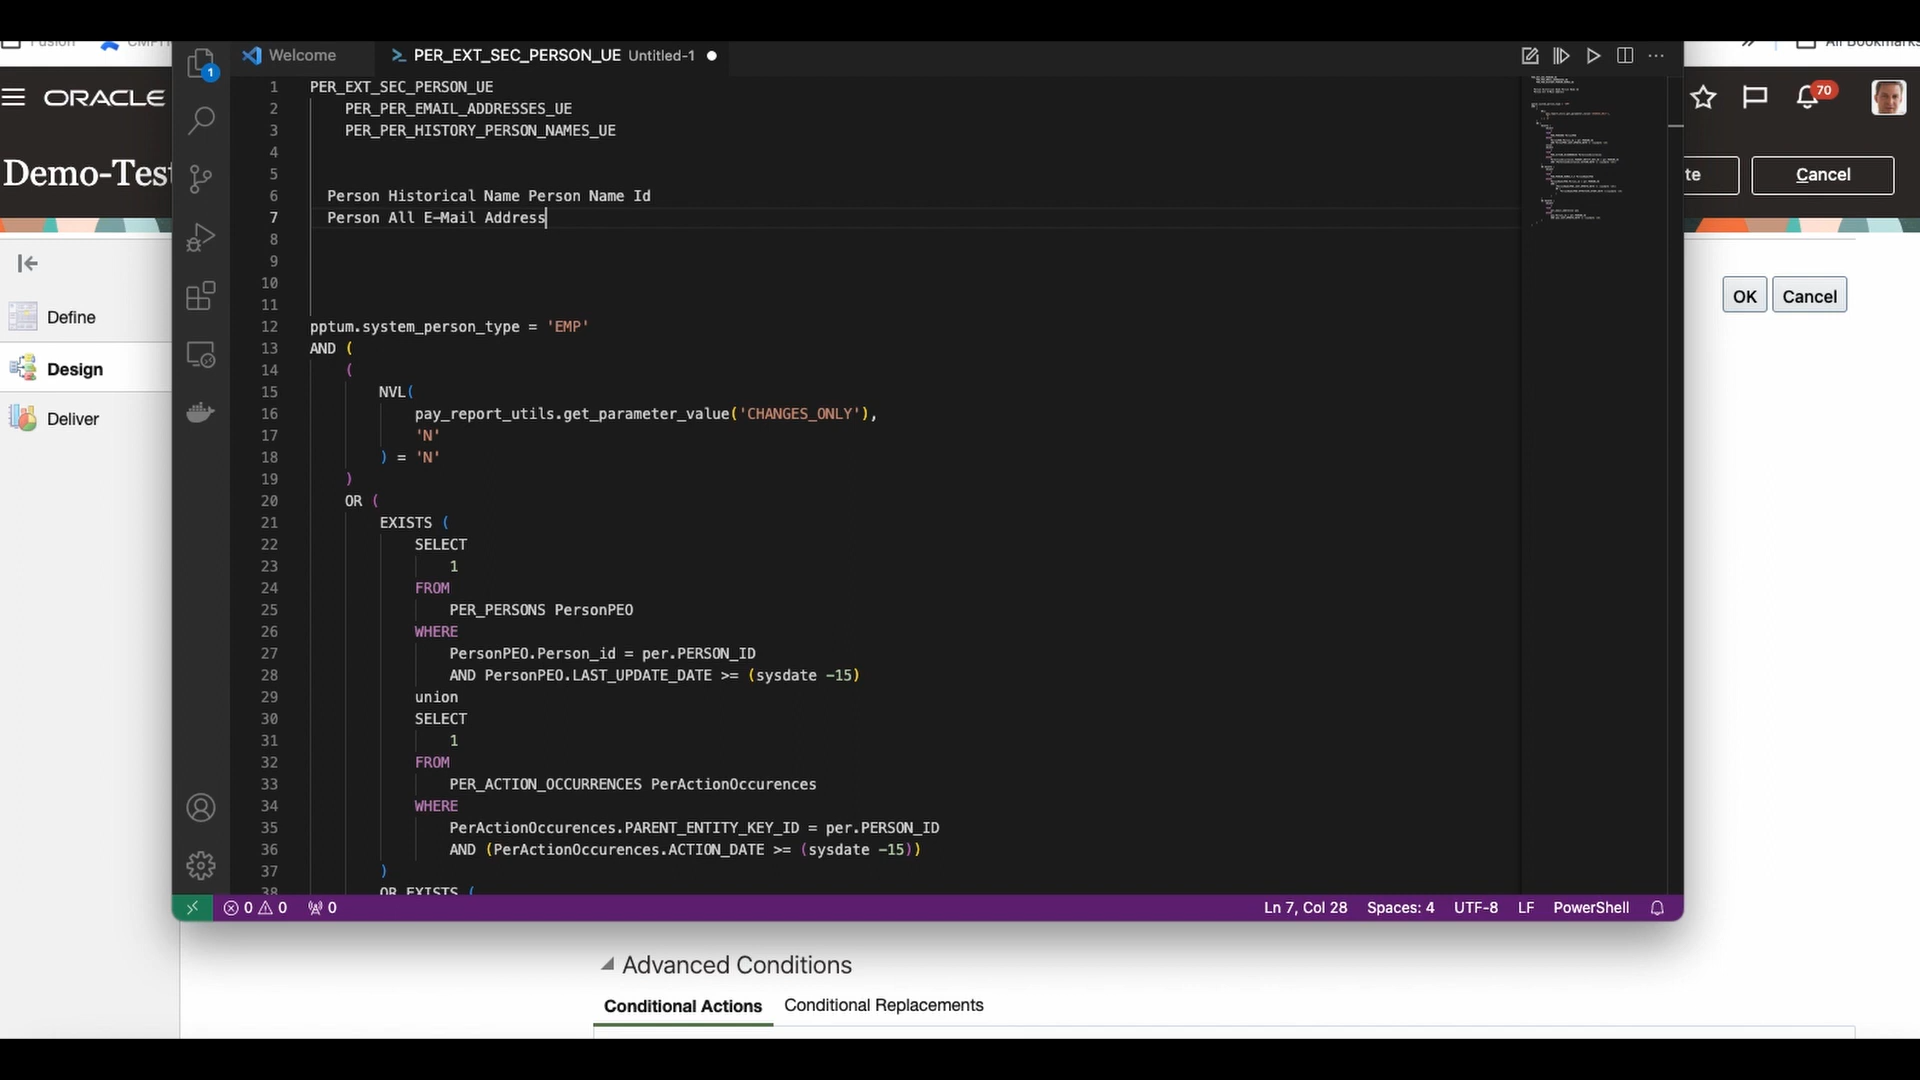 Welcome
PER_EXT_SEC_PERSON_UE Untitled-1
1
70
ORACLE
Demo-Test
te
Cancel
OK
Cancel
Define
Design
Deliver
1 PER_EXT_SEC_PERSON_UE
2 PER_PER_EMAIL_ADDRESSES_UE
3 PER_PER_HISTORY_PERSON_NAMES_UE
4
5
6 Person Historical Name Person Name Id
7 Person All E-Mail Address
8
9
10
11
12 pptum.system_person_type = 'EMP'
13 AND (
14 (
15 NVL(
16 pay_report_utils.get_parameter_value('CHANGES_ONLY'),
17 'N'
18 ) = 'N'
19 )
20 OR (
21 EXISTS (
22 SELECT
23 1
24 FROM
25 PER_PERSONS PersonPEO
26 WHERE
27 PersonPEO.Person_id = per.PERSON_ID
28 AND PersonPEO.LAST_UPDATE_DATE >= (sysdate -15)
29 union
30 SELECT
31 1
32 FROM
33 PER_ACTION_OCCURRENCES PerActionOccurences
34 WHERE
35 PerActionOccurences.PARENT_ENTITY_KEY_ID = per.PERSON_ID
36 AND (PerActionOccurences.ACTION_DATE >= (sysdate -15))
37 )
38 OR EXISTS (
0 0 0
Ln 7, Col 28 Spaces: 4 UTF-8 LF PowerShell
Advanced Conditions
Conditional Actions Conditional Replacements